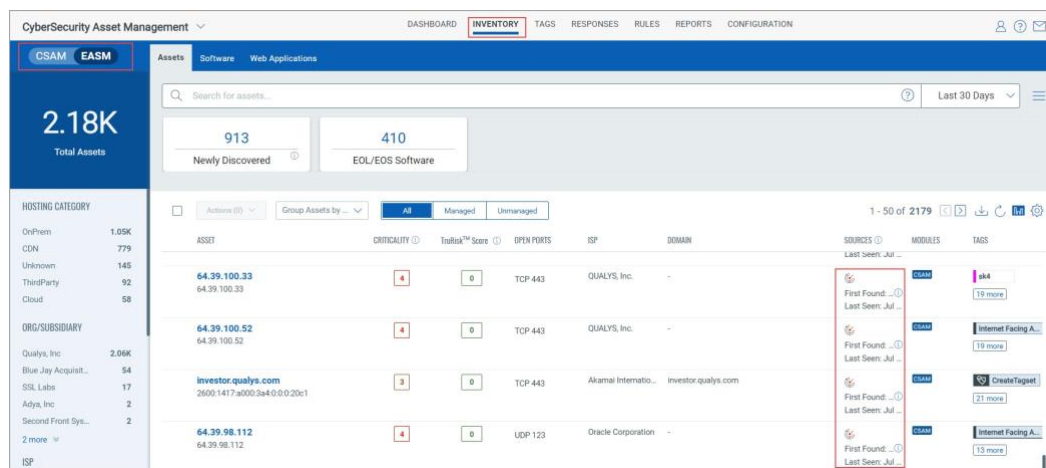 CyberSecurity Asset Management
DASHBOARD INVENTORY TAGS RESPONSES RULES REPORTS CONFIGURATION
CSAM EASM
Assets Software Web Applications
Search for assets...
Last 30 Days
2.18K
Total Assets
913
Newly Discovered
410
EOL/EOS Software
HOSTING CATEGORY
OnPrem 1.05K
CDN 779
Unknown 145
ThirdParty 92
Cloud 58
ORG/SUBSIDIARY
Qualys, Inc 2.06K
Blue Jay Acquisit... 54
SSL Labs 17
Adya, Inc 2
Second Front Sys... 2
2 more
ISP
Actions (0) Group Assets by ... All Managed Unmanaged
1 - 50 of 2179
ASSET CRITICALITY TruRisk™ Score OPEN PORTS ISP DOMAIN SOURCES MODULES TAGS
Last Seen: Jul ...
64.39.100.33 4 0 TCP 443 QUALYS, Inc. - CSAM sk4
64.39.100.33 First Found: ... 19 more
Last Seen: Jul ...
64.39.100.52 4 0 TCP 443 QUALYS, Inc. - CSAM Internet Facing A...
64.39.100.52 First Found: ... 19 more
Last Seen: Jul ...
investor.qualys.com 3 0 TCP 443 Akamai Internatio... investor.qualys.com CSAM CreateTagset
2600:1417:a000:3a4:0:0:0:20c1 First Found: ... 21 more
Last Seen: Jul ...
64.39.98.112 4 0 UDP 123 Oracle Corporation - CSAM Internet Facing A...
64.39.98.112 First Found: ... 13 more
Last Seen: Jul ...